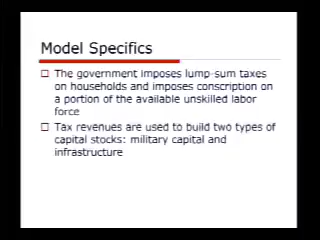 Model Specifics
The government imposes lump-sum taxes
on households and imposes conscription on
a portion of the available unskilled labor
force
Tax revenues are used to build two types of
capital stocks: military capital and
infrastructure